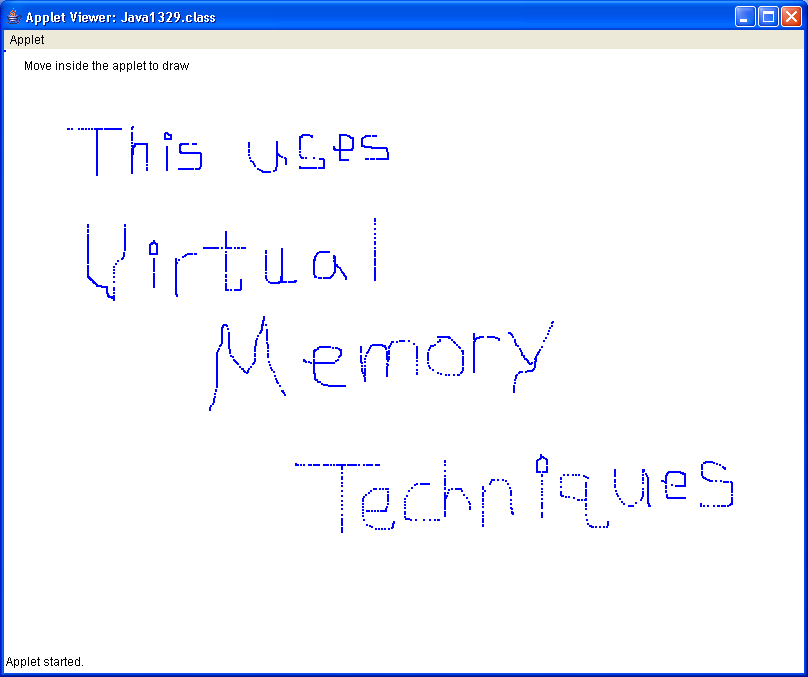 Applet Viewer: Java1329.class
Applet
Move inside the applet to draw
This uses
Virtual
Memory
Techniques
Applet started.